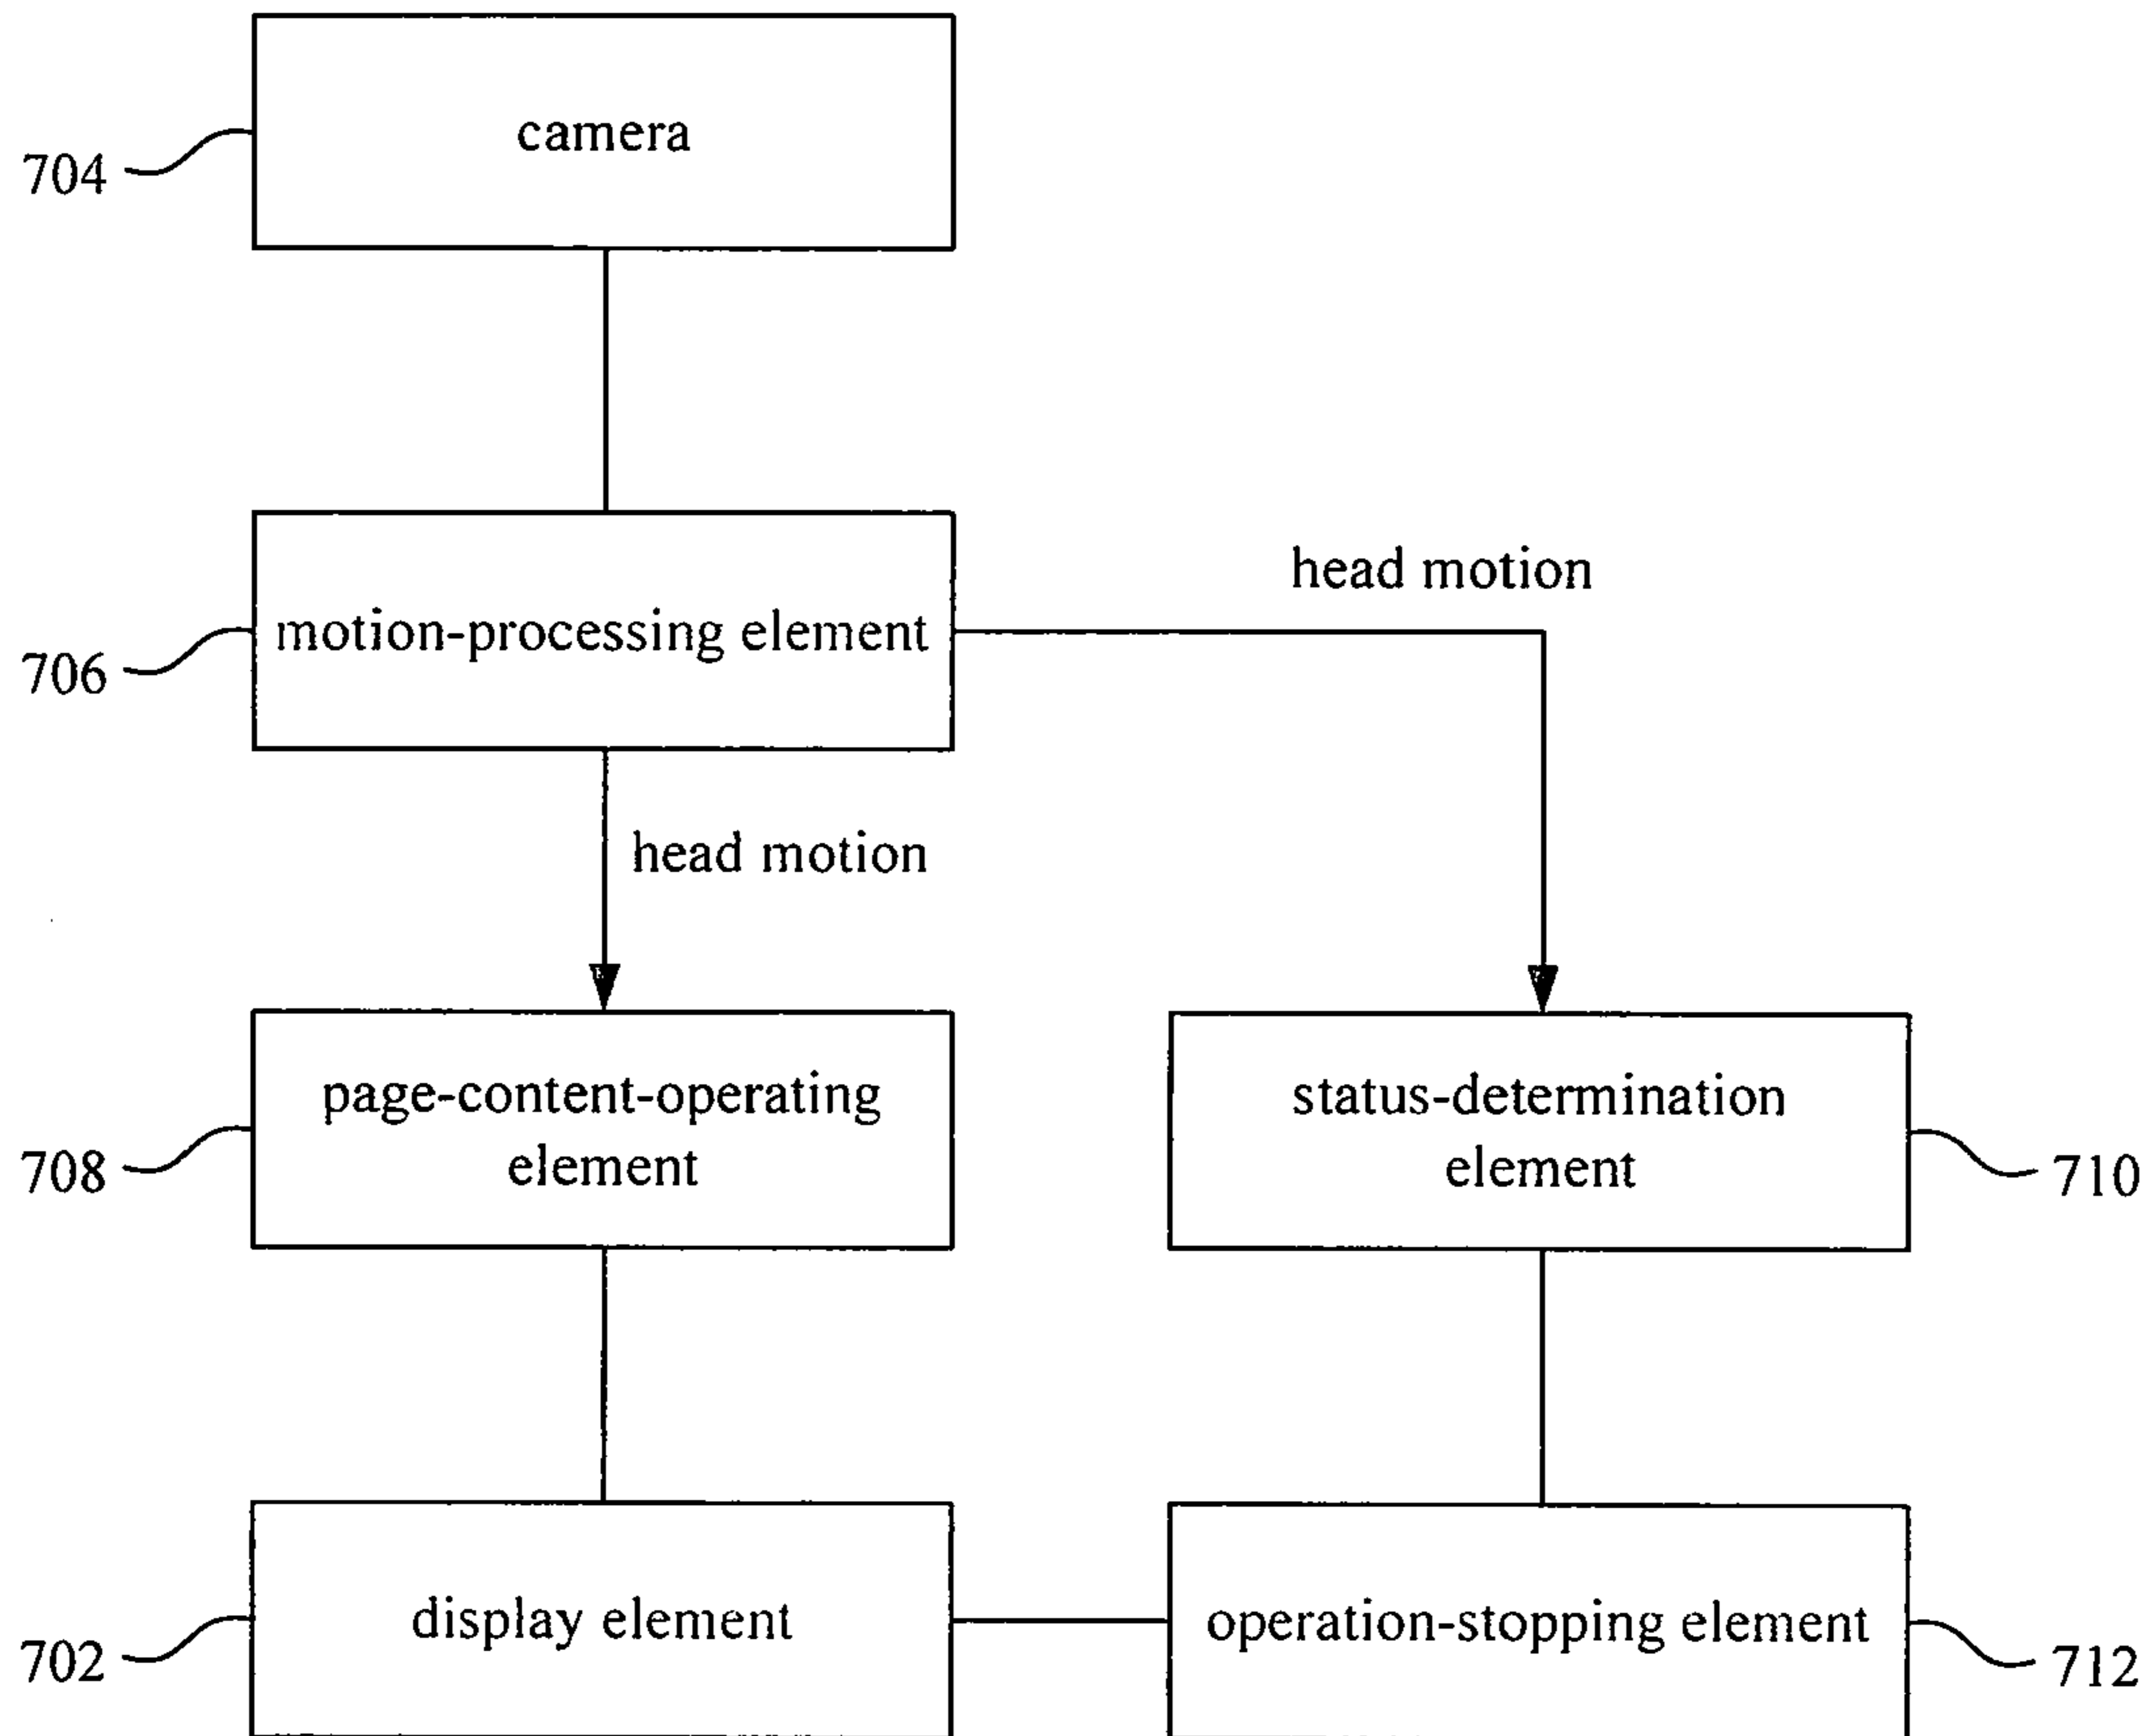 camera
704
head motion
motion-processing element
706
head motion
page-content-operating
element
708
status-determination
element
710
display element
702
operation-stopping element
712